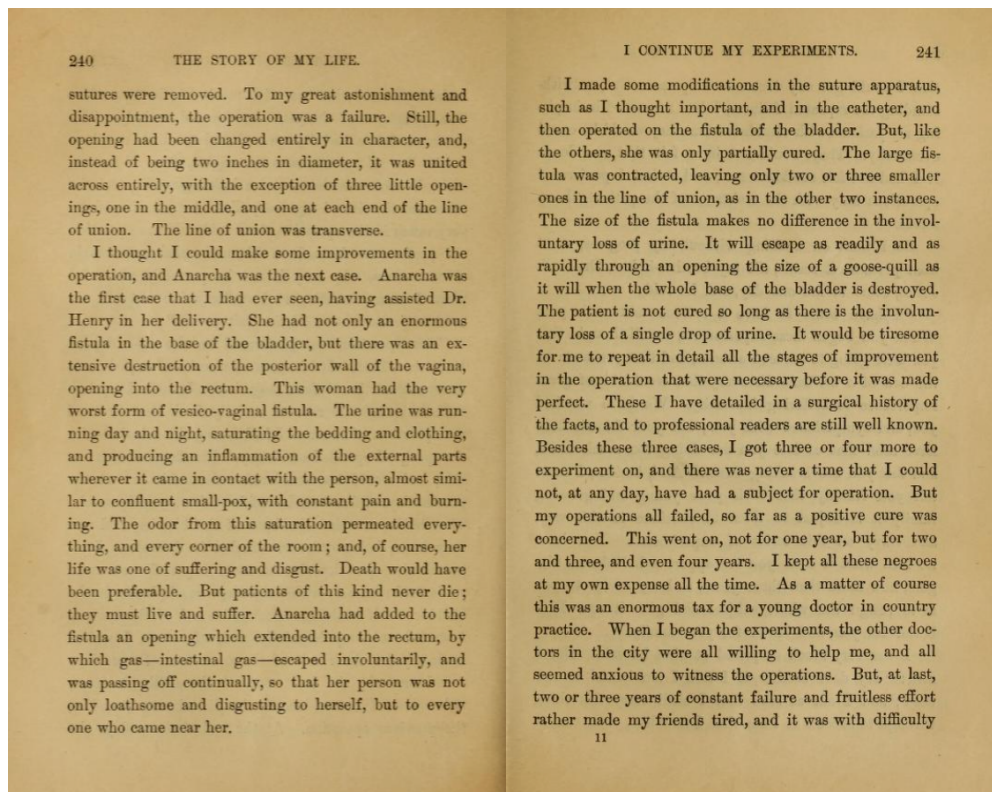 240 THE STORY OF MY LIFE.
sutures were removed. To my great astonishment and
disappointment, the operation was a failure. Still, the
opening had been changed entirely in character, and,
instead of being two inches in diameter, it was united
across entirely, with the exception of three little open-
ings, one in the middle, and one at each end of the line
of union. The line of union was transverse.
I thought I could make some improvements in the
operation, and Anarcha was the next case. Anarcha was
the first case that I had ever seen, having assisted Dr.
Henry in her delivery. She had not only an enormous
fistula in the base of the bladder, but there was an ex-
tensive destruction of the posterior wall of the vagina,
opening into the rectum. This woman had the very
worst form of vesico-vaginal fistula. The urine was run-
ning day and night, saturating the bedding and clothing,
and producing an inflammation of the external parts
wherever it came in contact with the person, almost simi-
lar to confluent small-pox, with constant pain and burn-
ing. The odor from this saturation permeated every-
thing, and every corner of the room; and, of course, her
life was one of suffering and disgust. Death would have
been preferable. But patients of this kind never die;
they must live and suffer. Anarcha had added to the
fistula an opening which extended into the rectum, by
which gas—intestinal gas—escaped involuntarily, and
was passing off continually, so that her person was not
only loathsome and disgusting to herself, but to every
one who came near her.
I CONTINUE MY EXPERIMENTS. 241
I made some modifications in the suture apparatus,
such as I thought important, and in the catheter, and
then operated on the fistula of the bladder. But, like
the others, she was only partially cured. The large fis-
tula was contracted, leaving only two or three smaller
ones in the line of union, as in the other two instances.
The size of the fistula makes no difference in the invol-
untary loss of urine. It will escape as readily and as
rapidly through an opening the size of a goose-quill as
it will when the whole base of the bladder is destroyed.
The patient is not cured so long as there is the involun-
tary loss of a single drop of urine. It would be tiresome
for me to repeat in detail all the stages of improvement
in the operation that were necessary before it was made
perfect. These I have detailed in a surgical history of
the facts, and to professional readers are still well known.
Besides these three cases, I got three or four more to
experiment on, and there was never a time that I could
not, at any day, have had a subject for operation. But
my operations all failed, so far as a positive cure was
concerned. This went on, not for one year, but for two
and three, and even four years. I kept all these negroes
at my own expense all the time. As a matter of course
this was an enormous tax for a young doctor in country
practice. When I began the experiments, the other doc-
tors in the city were all willing to help me, and all
seemed anxious to witness the operations. But, at last,
two or three years of constant failure and fruitless effort
rather made my friends tired, and it was with difficulty
11